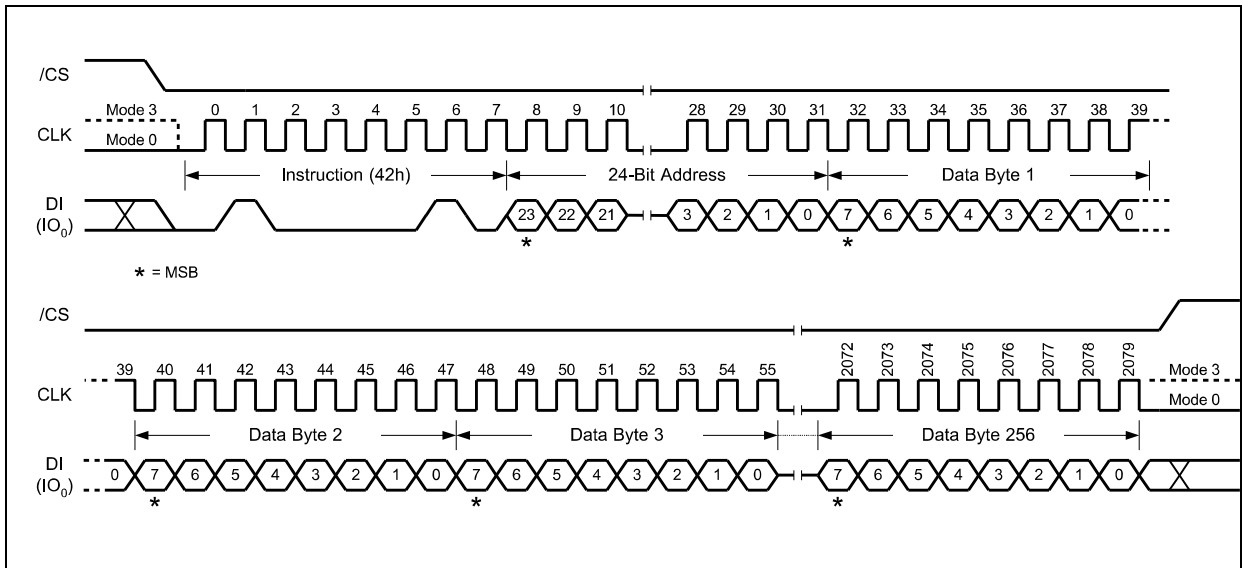 /CS
Mode 3 0 1 2 3 4 5 6 7 8 9 10 28 29 30 31 32 33 34 35 36 37 38 39
CLK
Mode 0
Instruction (42h) 24-Bit Address Data Byte 1
DI
(IO0)
23 22 21 3 2 1 0 7 6 5 4 3 2 1 0
* *
* = MSB
/CS
39 40 41 42 43 44 45 46 47 48 49 50 51 52 53 54 55 2072 2073 2074 2075 2076 2077 2078 2079 Mode 3
CLK
Mode 0
Data Byte 2 Data Byte 3 Data Byte 256
DI
(IO0)
0 7 6 5 4 3 2 1 0 7 6 5 4 3 2 1 0 7 6 5 4 3 2 1 0
* * *